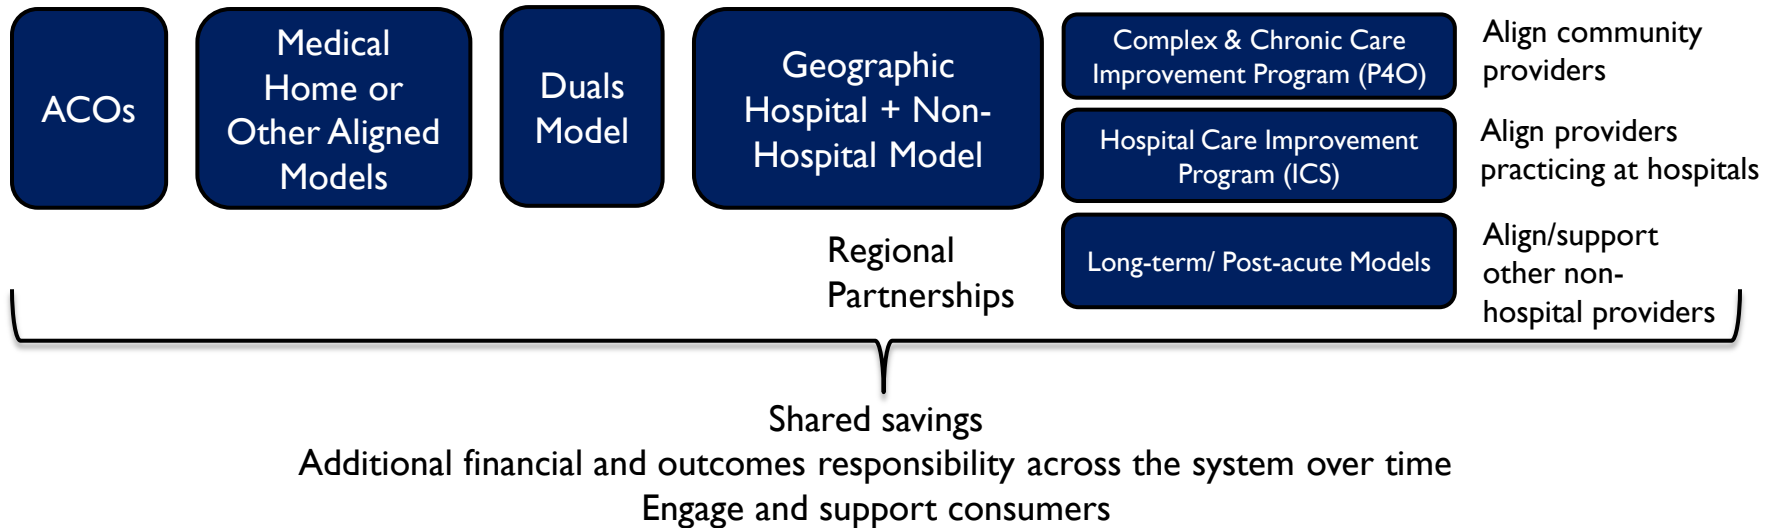 ACOs
Medical
Home or
Other Aligned
Models
Duals
Model
Geographic
Hospital + Non-
Hospital Model
Regional
Partnerships
Complex & Chronic Care
Improvement Program (P4O)
Align community
providers
Hospital Care Improvement
Program (ICS)
Align providers
practicing at hospitals
Long-term/ Post-acute Models
Align/support
other non-
hospital providers
Shared savings
Additional financial and outcomes responsibility across the system over time
Engage and support consumers